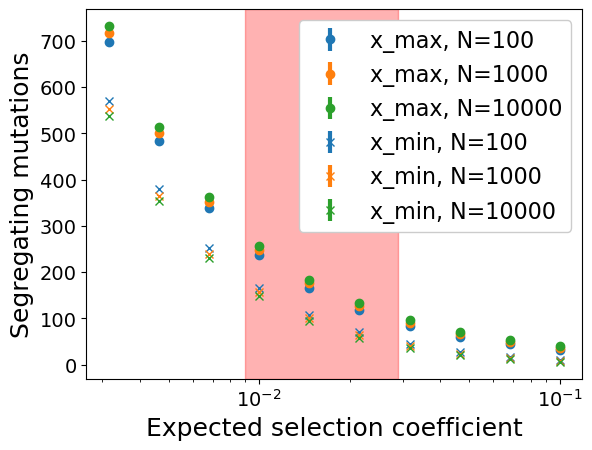 700
600
500
400
300
200
100
0
Segregating mutations
x_max, N=100
x_max, N=1000
x_max, N=10000
x_min, N=100
x_min, N=1000
x_min, N=10000
10⁻² 10⁻¹
Expected selection coefficient